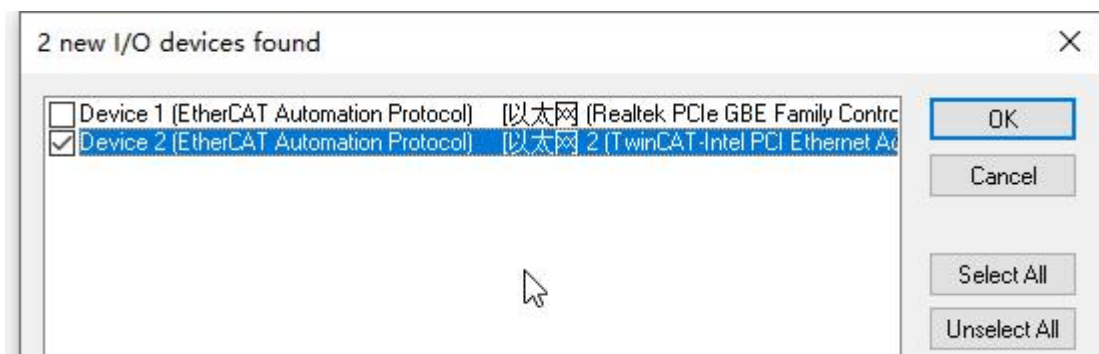 2 new I/O devices found
Device 1 (EtherCAT Automation Protocol) [以太网 (Realtek PCIe GBE Family Contro
Device 2 (EtherCAT Automation Protocol) [以太网 2 (TwinCAT-Intel PCI Ethernet Ad
OK
Cancel
Select All
Unselect All